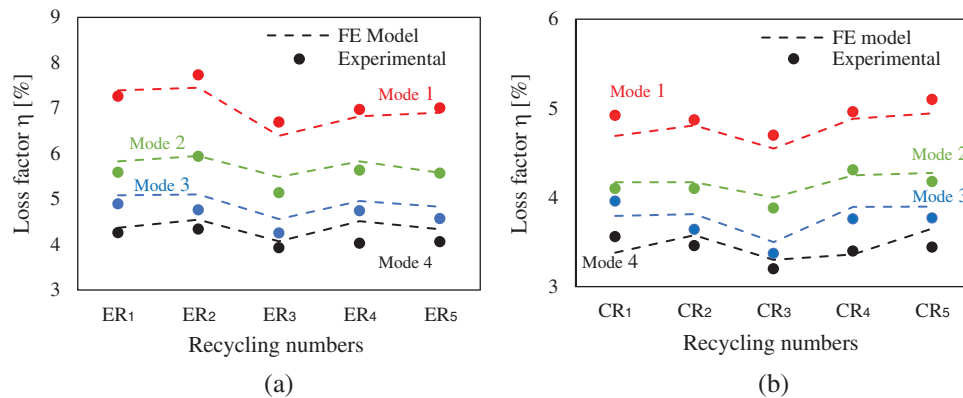 (a)
9
8
7
6
5
4
3
Loss factor η [%]
FE Model
Experimental
Mode 1
Mode 2
Mode 3
Mode 4
ER1 ER2 ER3 ER4 ER5
Recycling numbers
(a)
(b)
6
5
4
3
Loss factor η [%]
FE model
Experimental
Mode 1
Mode 2
Mode 3
Mode 4
CR1 CR2 CR3 CR4 CR5
Recycling numbers
(b)